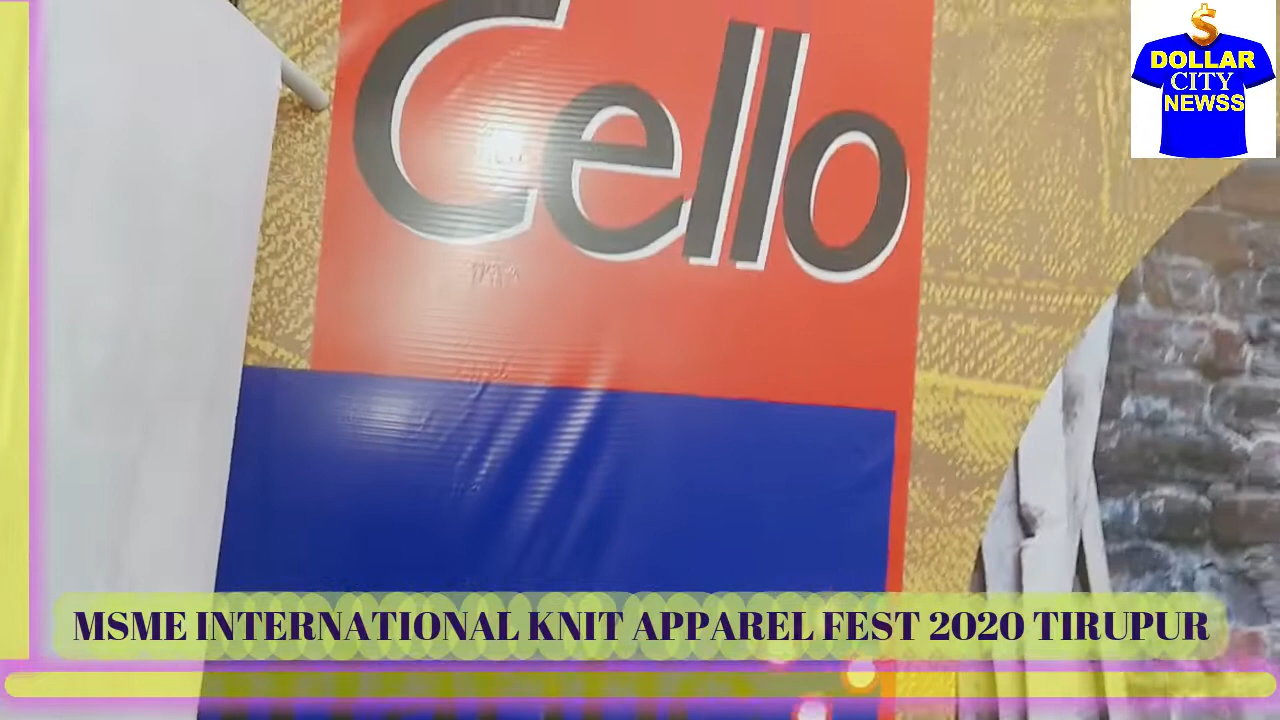 Cello
$
DOLLAR
CITY
NEWSS
MSME INTERNATIONAL KNIT APPAREL FEST 2020 TIRUPUR